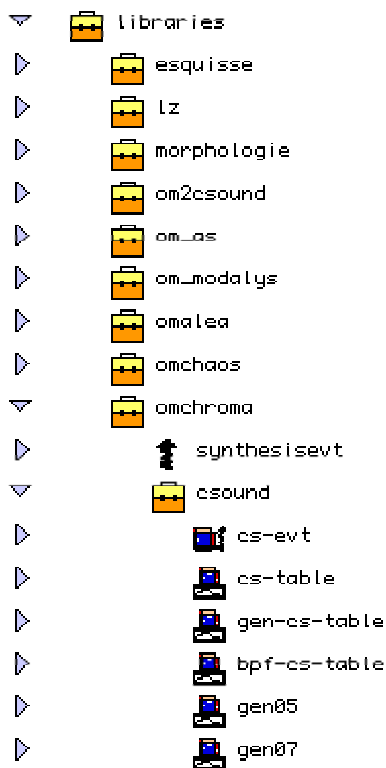 libraries
esquisse
lz
morphologie
om2csound
om_as
om_modalys
omalea
omchaos
omchroma
synthesisevt
csound
cs-evt
cs-table
gen-cs-table
bpf-cs-table
gen05
gen07